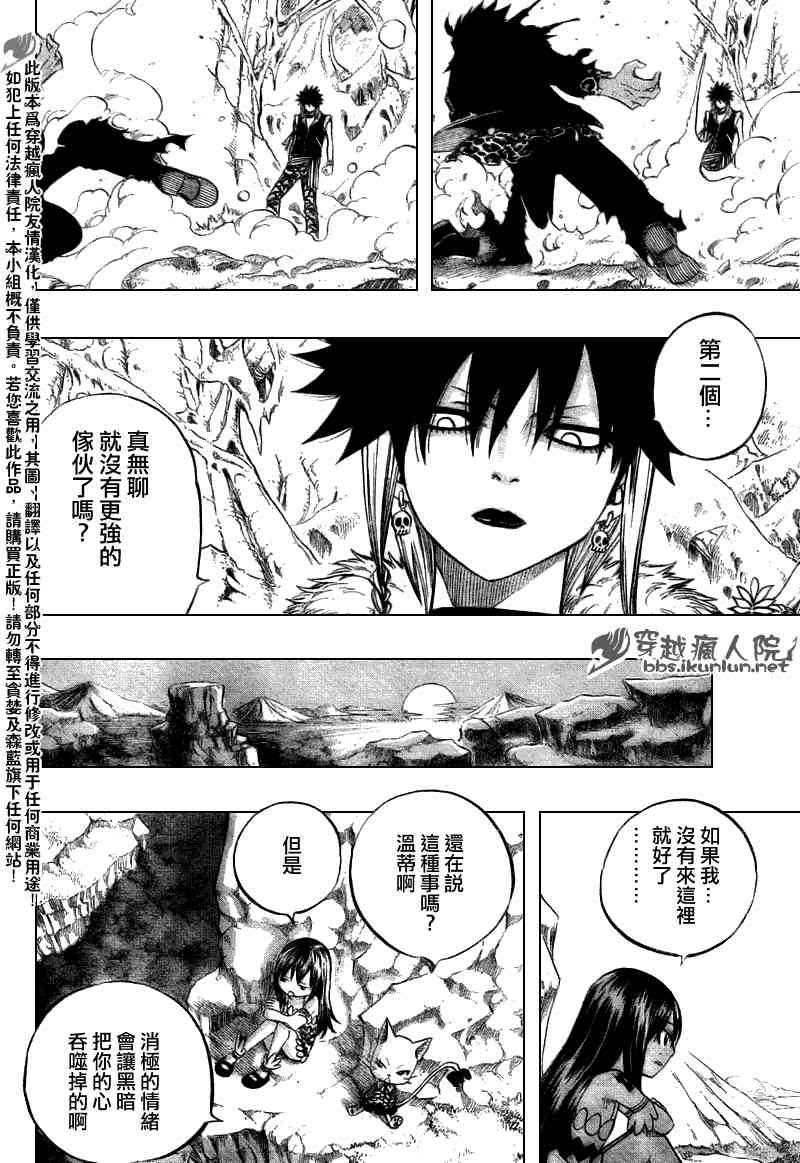 此版本爲穿越瘋人院友情漢化，僅供學習交流之用，其圖、翻譯以及任何部分不得進行修改或用于任何商業用途!!
如犯上任何法律責任，本小組概不負責。若您喜歡此作品，請購買正版！請勿轉至貪婪及森藍旗下任何網站！
第二個…
真無聊
就沒有更強的
傢伙了嗎？
穿越瘋人院
bbs.ikunlun.net
如果我…
沒有來這裡
就好了
…………
還在說
這種事嗎？
溫蒂啊
但是
消極的情緒
會讓黑暗
把你的心
吞噬掉的啊